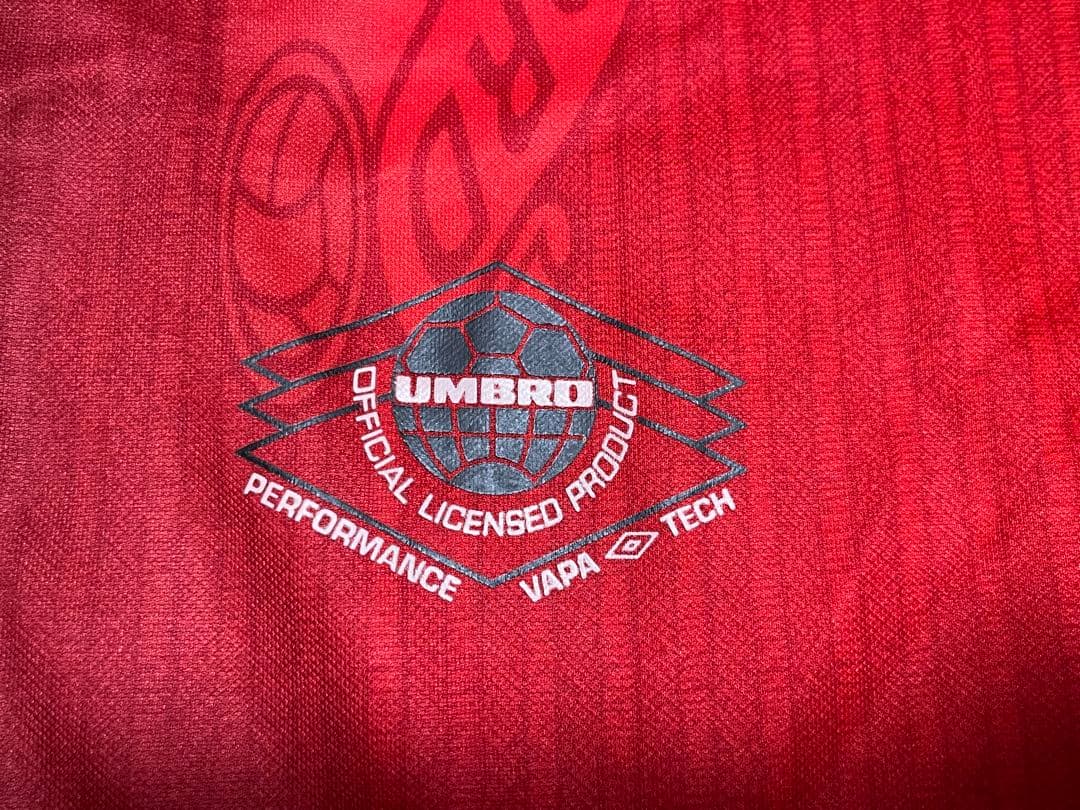 UMBRO
OFFICIAL LICENSED PRODUCT
PERFORMANCE
VAPA TECH